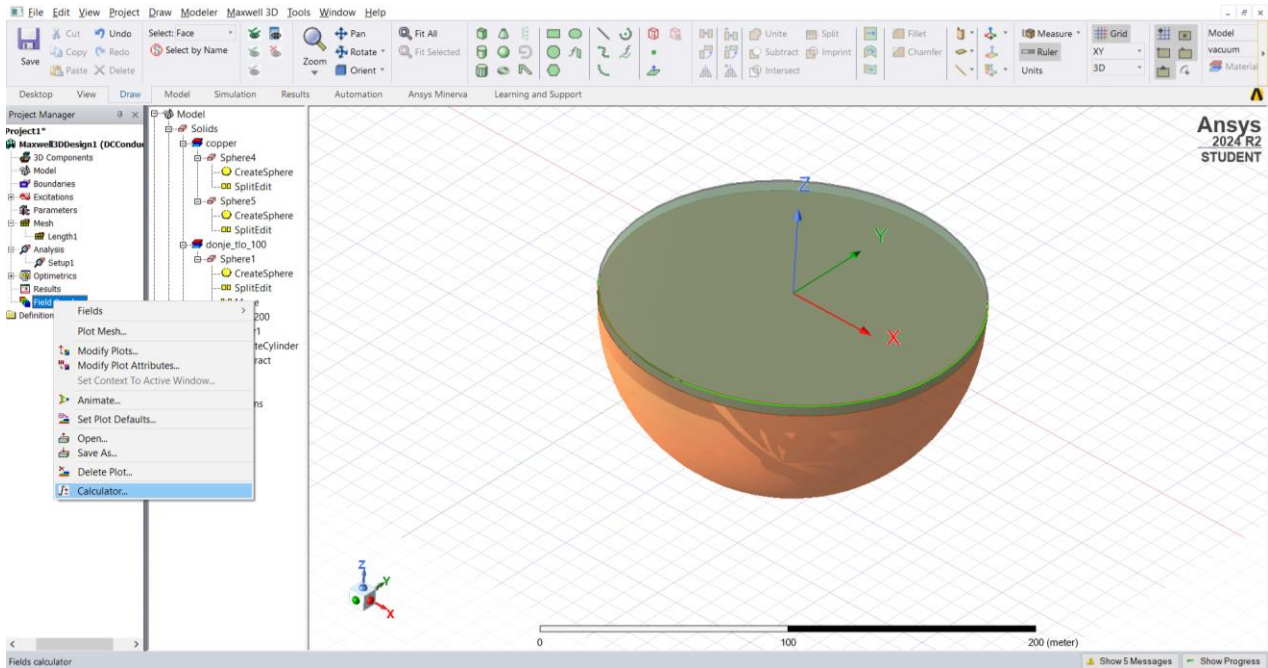 File Edit View Project Draw Modeler Maxwell 3D Tools Window Help
Save
Cut
Copy
Paste
Undo
Redo
Delete
Select: Face
Select by Name
Zoom
Pan
Rotate
Orient
Fit All
Fit Selected
Unite
Subtract
Intersect
Split
Imprint
Fillet
Chamfer
Measure
Ruler
Units
Grid
XY
3D
Model
vacuum
Material
Desktop View Draw Model Simulation Results Automation Ansys Minerva Learning and Support
Project Manager
Project1*
Maxwell3DDesign1 (DCCondu
3D Components
Model
Boundaries
Excitations
Parameters
Mesh
Length1
Analysis
Setup1
Optimetrics
Results
Field
Definition
Model
Solids
copper
Sphere4
CreateSphere
SplitEdit
Sphere5
CreateSphere
SplitEdit
donje_tlo_100
Sphere1
CreateSphere
SplitEdit
200
teCylinder
ract
ns
Fields
Plot Mesh...
Modify Plots...
Modify Plot Attributes...
Set Context To Active Window...
Animate...
Set Plot Defaults...
Open...
Save As...
Delete Plot...
Calculator...
Ansys
2024 R2
STUDENT
Z
Y
X
Z
Y
X
0 100 200 (meter)
Fields calculator
Show 5 Messages
Show Progress